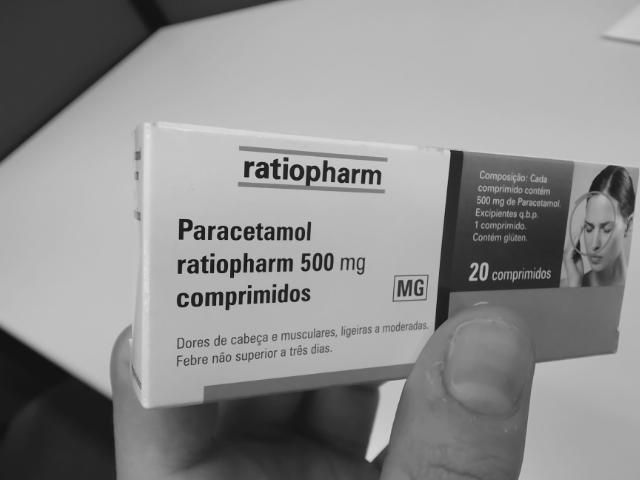 ratiopharm
Paracetamol
ratiopharm 500 mg
comprimidos
MG
Dores de cabeça e musculares, ligeiras a moderadas.
Febre não superior a três dias.
Composição: Cada
comprimido contém
500 mg de Paracetamol.
Excipientes q.b.p.
1 comprimido.
Contém glúten.
20 comprimidos